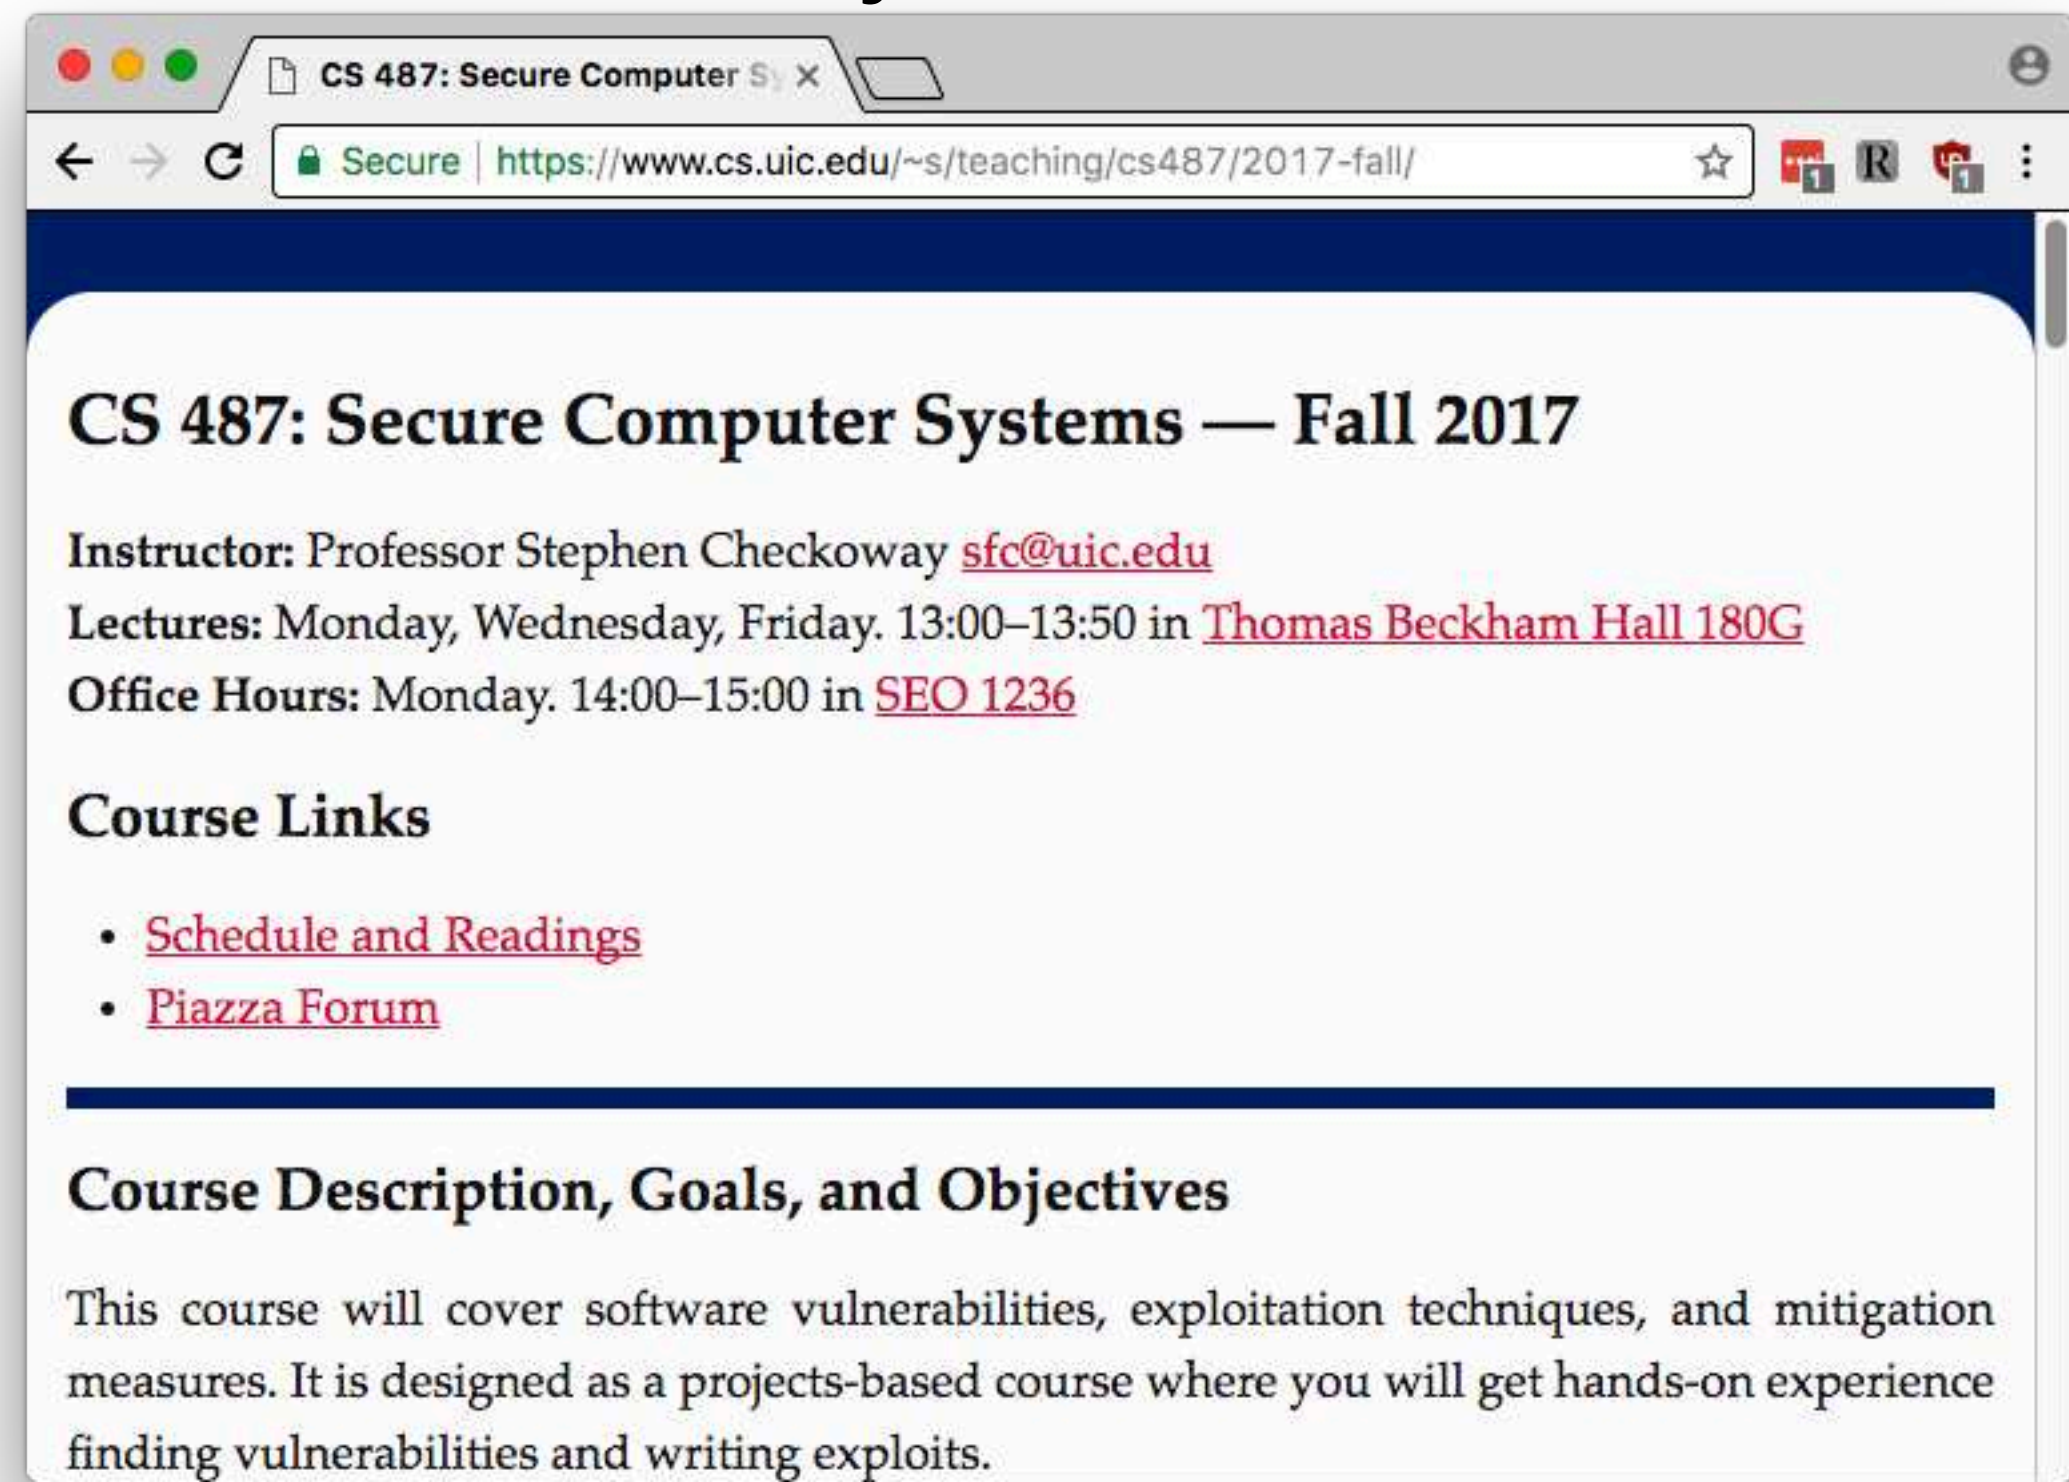 CS 487: Secure Computer
Secure | https://www.cs.uic.edu/~s/teaching/cs487/2017-fall/
1 R 1
CS 487: Secure Computer Systems — Fall 2017
Instructor: Professor Stephen Checkoway sfc@uic.edu
Lectures: Monday, Wednesday, Friday. 13:00–13:50 in Thomas Beckham Hall 180G
Office Hours: Monday. 14:00–15:00 in SEO 1236
Course Links
• Schedule and Readings
• Piazza Forum
Course Description, Goals, and Objectives
This course will cover software vulnerabilities, exploitation techniques, and mitigation
measures. It is designed as a projects-based course where you will get hands-on experience
finding vulnerabilities and writing exploits.